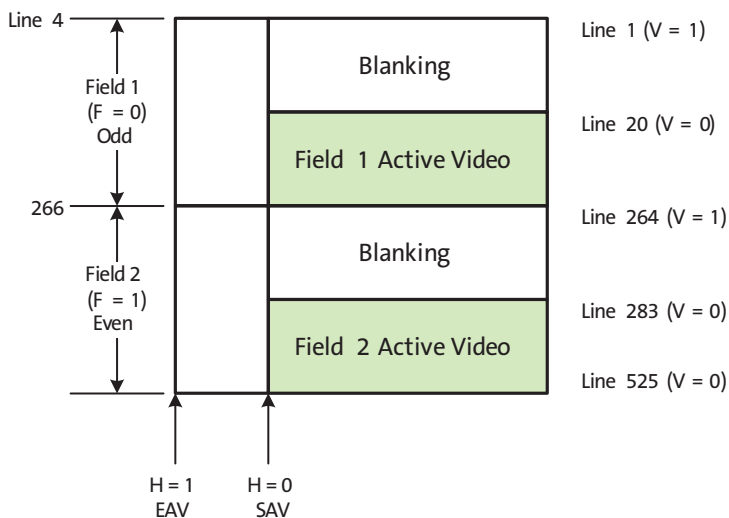 Line 4
Field 1
(F = 0)
Odd
266
Field 2
(F = 1)
Even
Blanking
Field 1 Active Video
Blanking
Field 2 Active Video
Line 1 (V = 1)
Line 20 (V = 0)
Line 264 (V = 1)
Line 283 (V = 0)
Line 525 (V = 0)
H = 1
EAV
H = 0
SAV